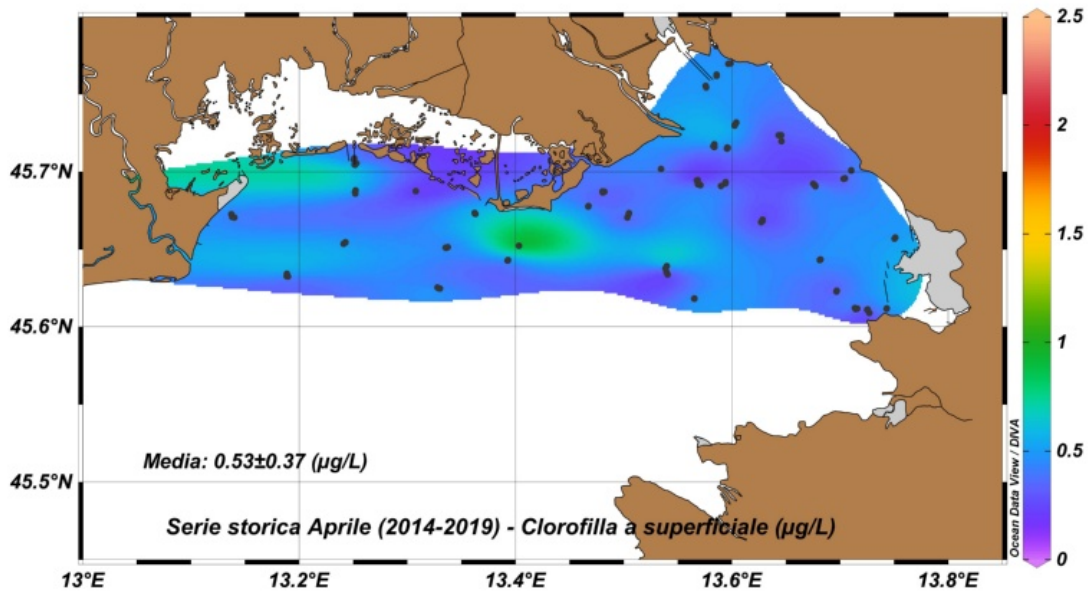 2.5
2
1.5
1
0.5
0
45.7°N
45.6°N
45.5°N
Media: 0.53±0.37 (µg/L)
Serie storica Aprile (2014-2019) - Clorofilla a superficiale (µg/L)
Ocean Data View / DIVA
13°E
13.2°E
13.4°E
13.6°E
13.8°E